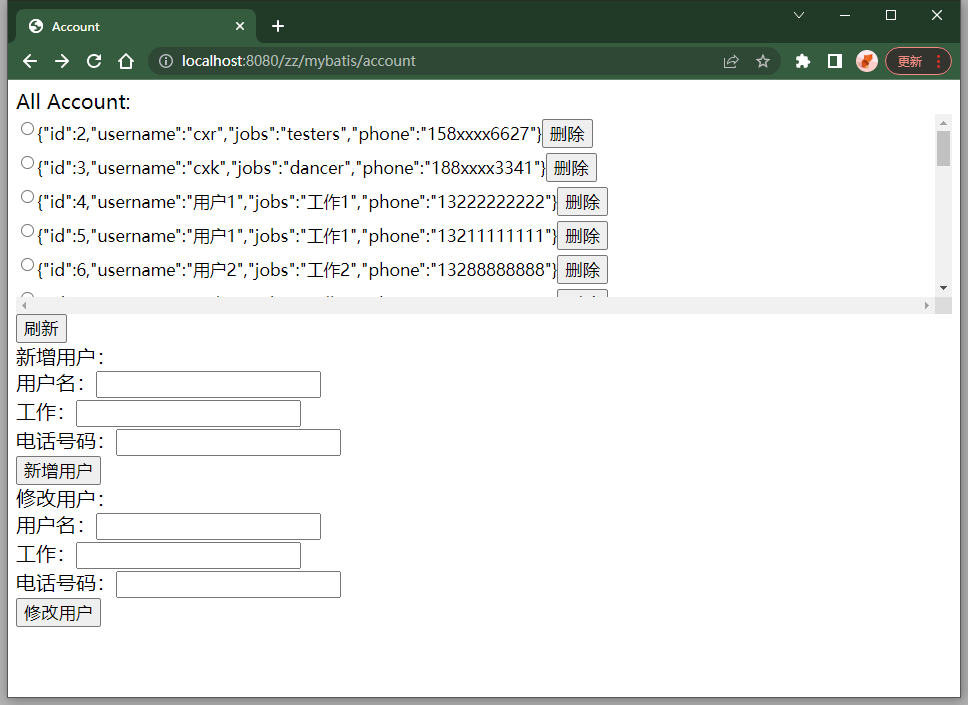 Account
localhost:8080/zz/mybatis/account
更新
All Account:
{"id":2,"username":"cxr","jobs":"testers","phone":"158xxxx6627"}删除
{"id":3,"username":"cxk","jobs":"dancer","phone":"188xxxx3341"}删除
{"id":4,"username":"用户1","jobs":"工作1","phone":"13222222222"}删除
{"id":5,"username":"用户1","jobs":"工作1","phone":"13211111111"}删除
{"id":6,"username":"用户2","jobs":"工作2","phone":"13288888888"}删除
刷新
新增用户：
用户名：
工作：
电话号码：
新增用户
修改用户：
用户名：
工作：
电话号码：
修改用户